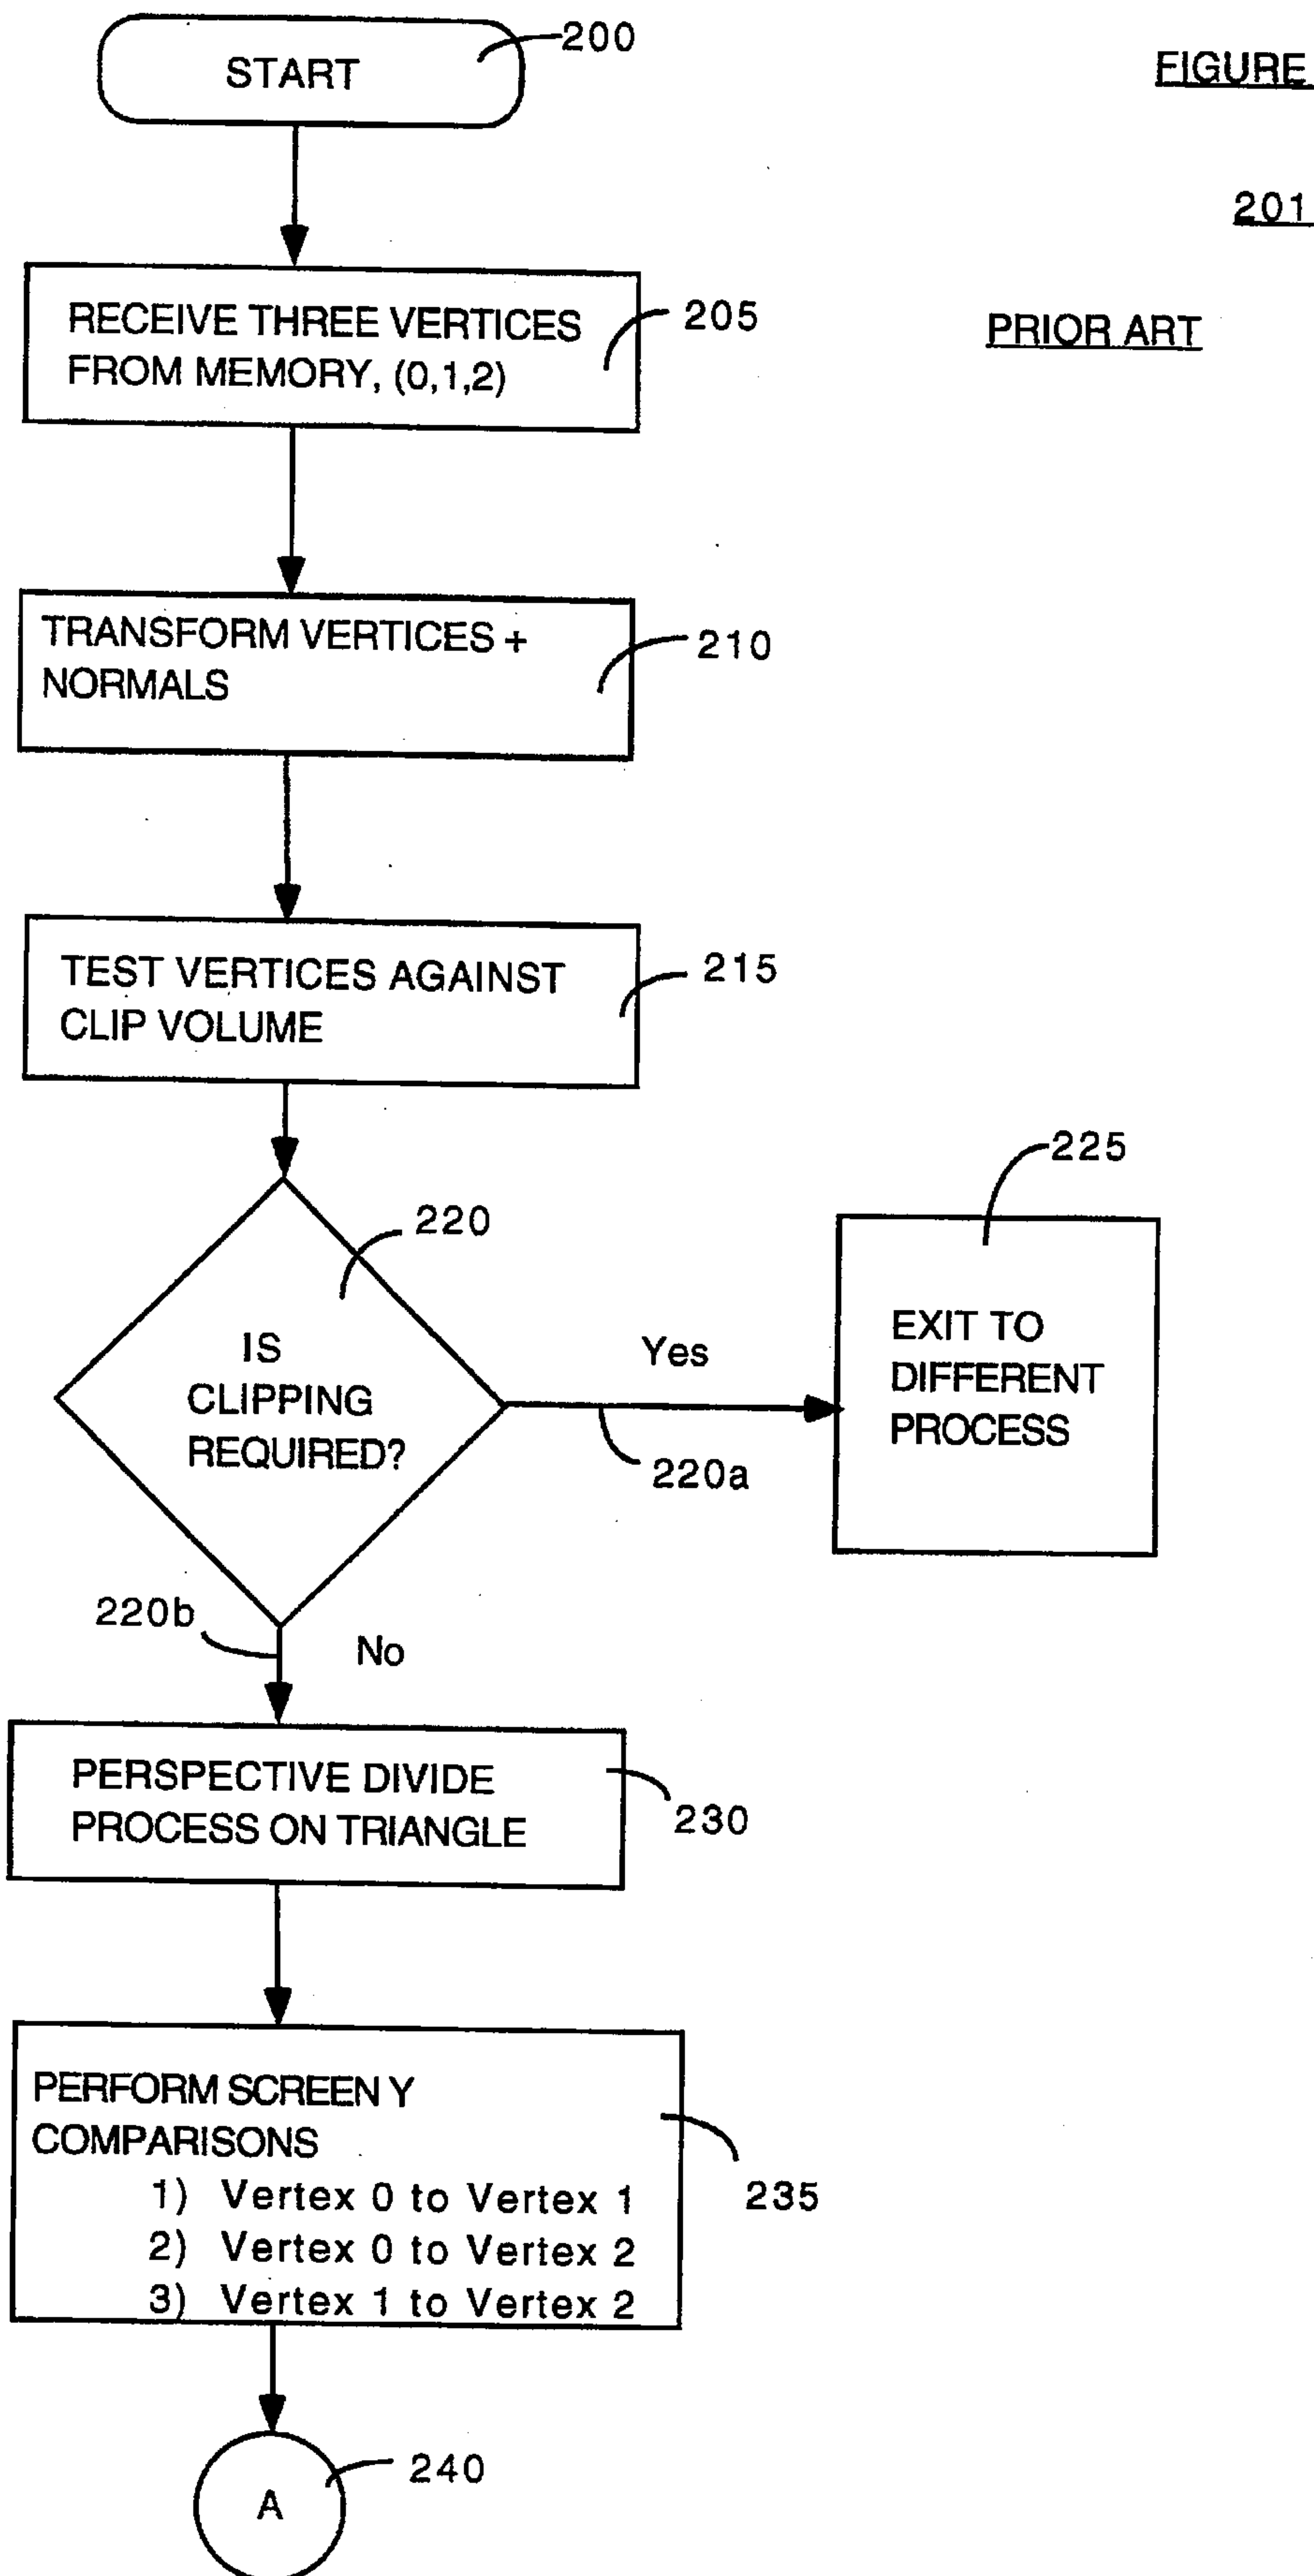 200
START
FIGURE
201
RECEIVE THREE VERTICES
FROM MEMORY, (0,1,2)
205
PRIOR ART
TRANSFORM VERTICES +
NORMALS
210
TEST VERTICES AGAINST
CLIP VOLUME
215
220
225
IS
CLIPPING
REQUIRED?
Yes
220a
EXIT TO
DIFFERENT
PROCESS
220b
No
PERSPECTIVE DIVIDE
PROCESS ON TRIANGLE
230
PERFORM SCREEN Y
COMPARISONS
1) Vertex 0 to Vertex 1
2) Vertex 0 to Vertex 2
3) Vertex 1 to Vertex 2
235
A
240